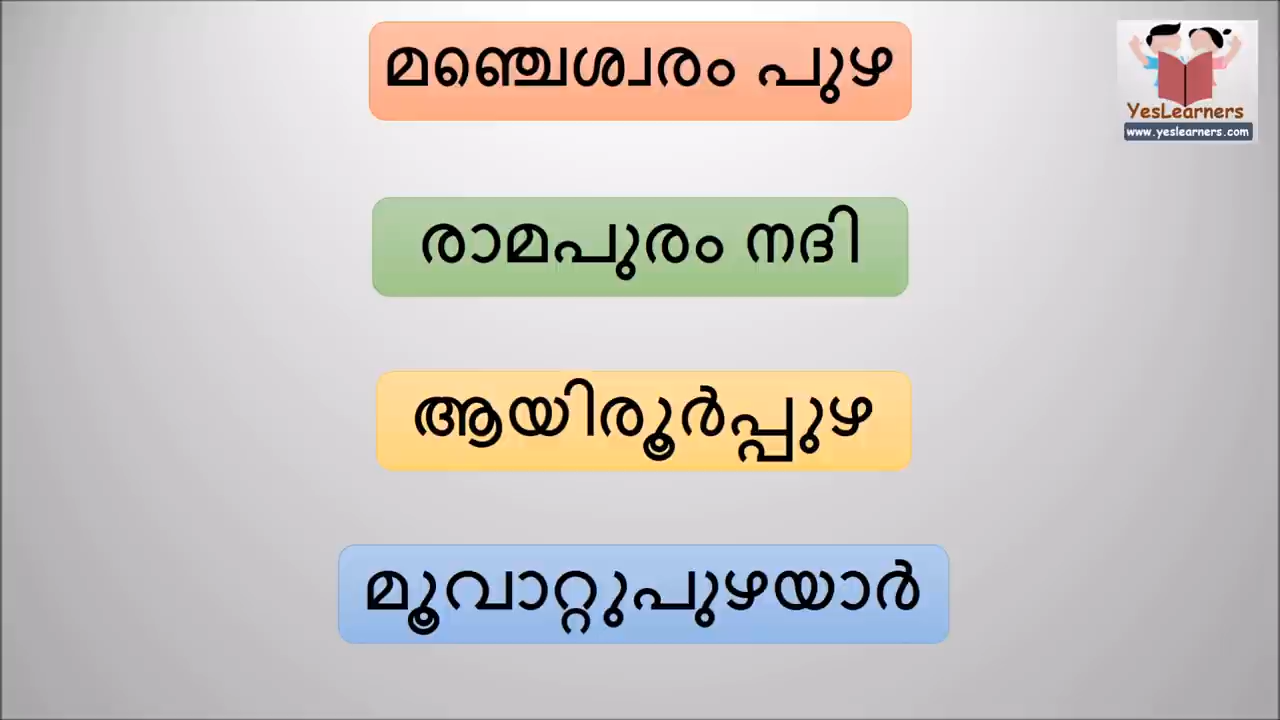 മഞ്ചേശ്വരം പുഴ
YesLearners
www.yeslearners.com
രാമപുരം നദി
ആയിരൂർപ്പുഴ
മൂവാറ്റുപുഴയാർ